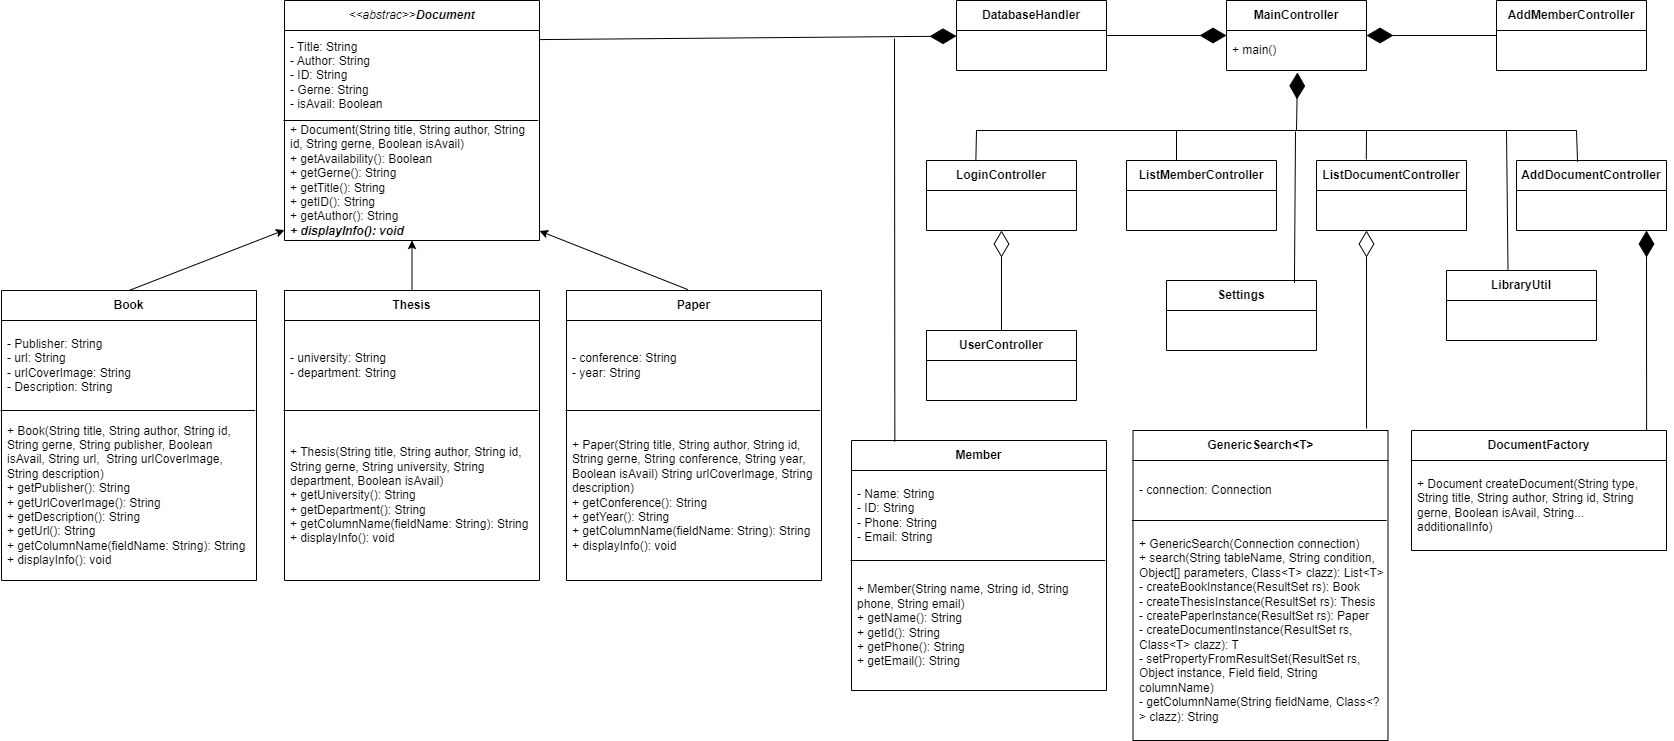 <<abstrac>>Document
- Title: String
- Author: String
- ID: String
- Gerne: String
- isAvail: Boolean
+ Document(String title, String author, String
id, String gerne, Boolean isAvail)
+ getAvailability(): Boolean
+ getGerne(): String
+ getTitle(): String
+ getID(): String
+ getAuthor(): String
+ displayInfo(): void
DatabaseHandler
MainController
+ main()
AddMemberController
LoginController
ListMemberController
ListDocumentController
AddDocumentController
Settings
LibraryUtil
UserController
Book
- Publisher: String
- url: String
- urlCoverImage: String
- Description: String
+ Book(String title, String author, String id,
String gerne, String publisher, Boolean
isAvail, String url,  String urlCoverImage,
String description)
+ getPublisher(): String
+ getUrlCoverImage(): String
+ getDescription(): String
+ getUrl(): String
+ getColumnName(fieldName: String): String
+ displayInfo(): void
Thesis
- university: String
- department: String
+ Thesis(String title, String author, String id,
String gerne, String university, String
department, Boolean isAvail)
+ getUniversity(): String
+ getDepartment(): String
+ getColumnName(fieldName: String): String
+ displayInfo(): void
Paper
- conference: String
- year: String
+ Paper(String title, String author, String id,
String gerne, String conference, String year,
Boolean isAvail) String urlCoverImage, String
description)
+ getConference(): String
+ getYear(): String
+ getColumnName(fieldName: String): String
+ displayInfo(): void
Member
- Name: String
- ID: String
- Phone: String
- Email: String
+ Member(String name, String id, String
phone, String email)
+ getName(): String
+ getId(): String
+ getPhone(): String
+ getEmail(): String
GenericSearch<T>
- connection: Connection
+ GenericSearch(Connection connection)
+ search(String tableName, String condition,
Object[] parameters, Class<T> clazz): List<T>
- createBookInstance(ResultSet rs): Book
- createThesisInstance(ResultSet rs): Thesis
- createPaperInstance(ResultSet rs): Paper
- createDocumentInstance(ResultSet rs,
Class<T> clazz): T
- setPropertyFromResultSet(ResultSet rs,
Object instance, Field field, String
columnName)
- getColumnName(String fieldName, Class<?
> clazz): String
DocumentFactory
+ Document createDocument(String type,
String title, String author, String id, String
gerne, Boolean isAvail, String...
additionalInfo)